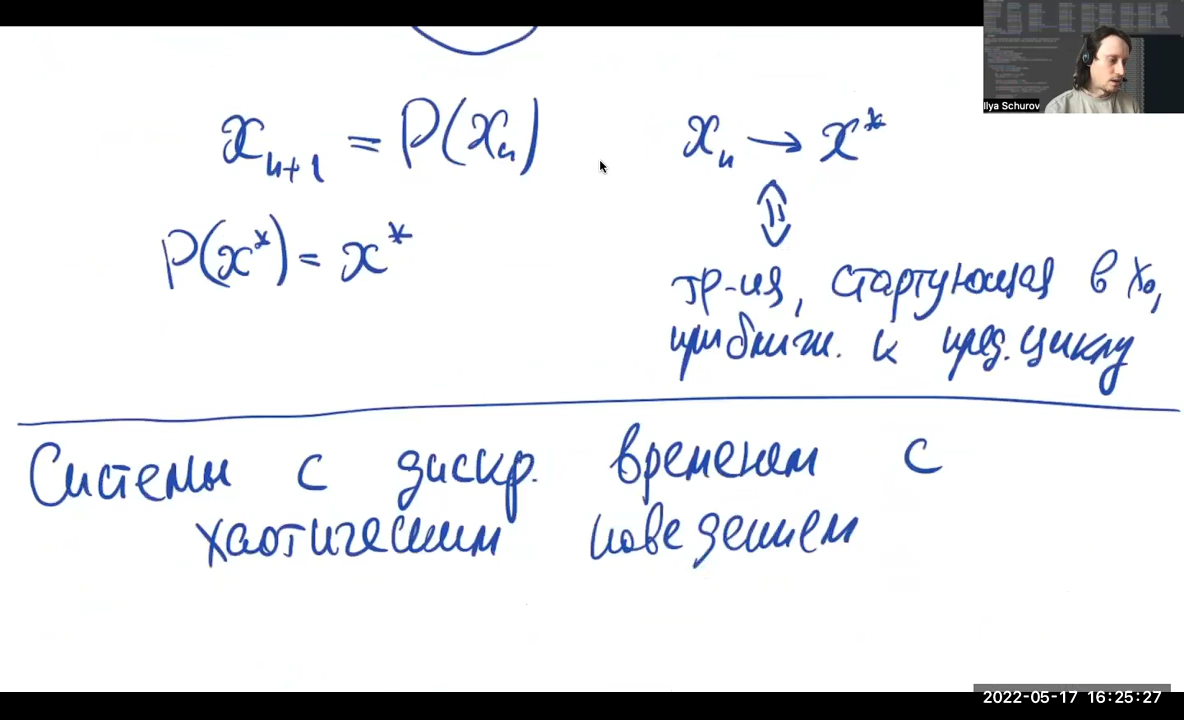 x_{n+1} = P(x_n)
P(x*) = x*
x_n → x*
⇕
тр-ия, стартующая в x₀,
приближ. к пред. циклу
Системы с дискр. временем с
хаотическим поведением
Ilya Schurov
2022-05-17 16:25:27